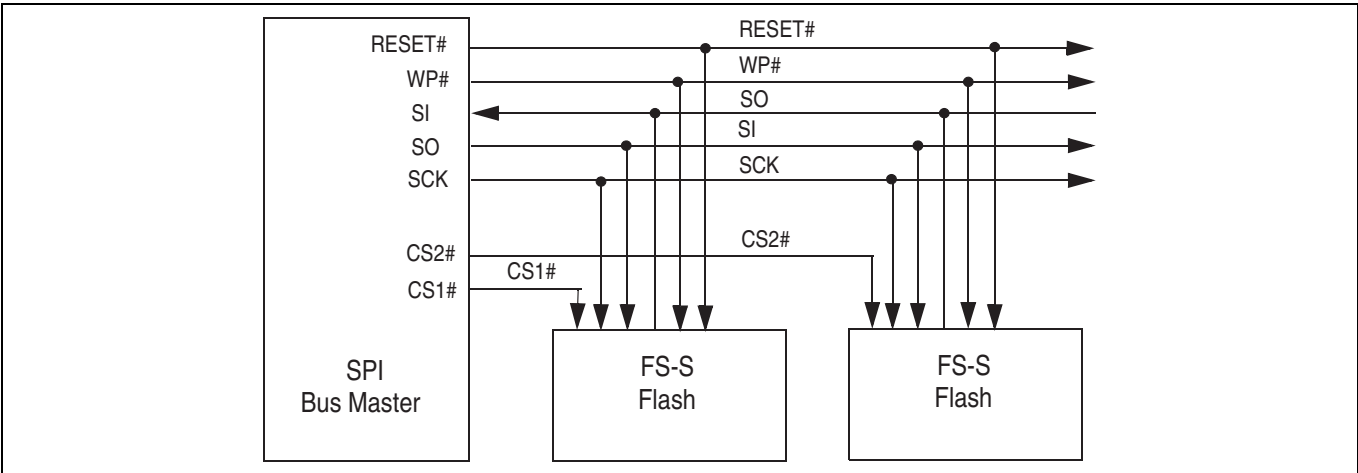 RESET#
RESET#
WP#
WP#
SI
SO
SO
SI
SCK
SCK
CS2#
CS2#
CS1#
CS1#
SPI
Bus Master
FS-S
Flash
FS-S
Flash